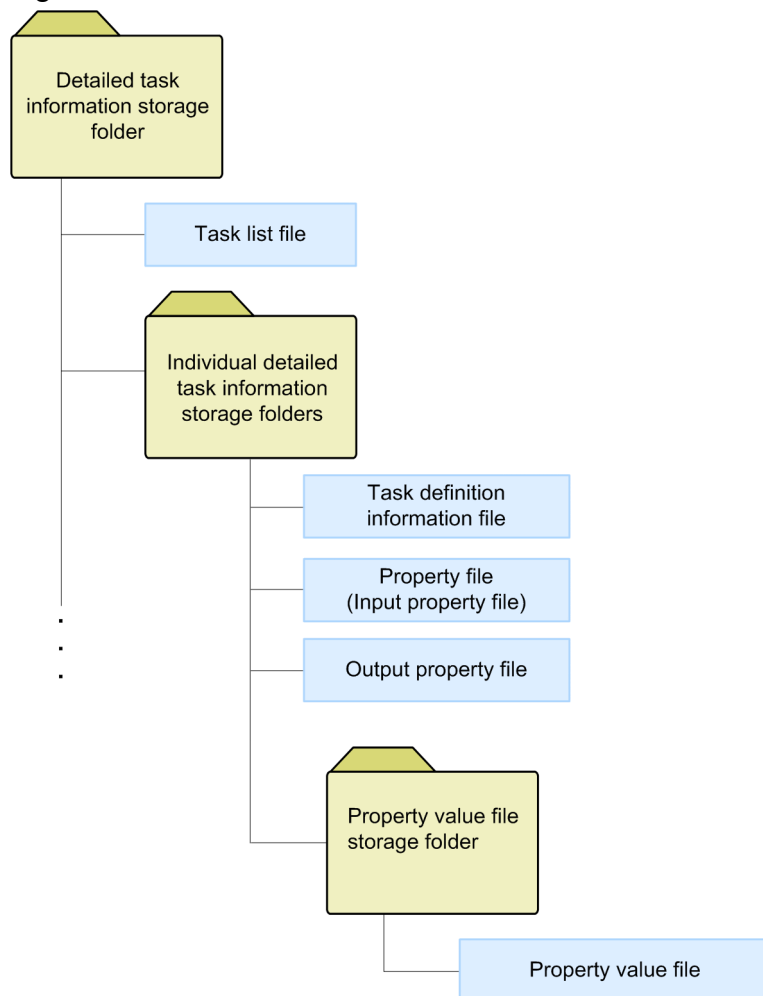 Detailed task
information storage
folder
Task list file
Individual detailed
task information
storage folders
Task definition
information file
Property file
(Input property file)
Output property file
.
.
.
Property value file
storage folder
Property value file